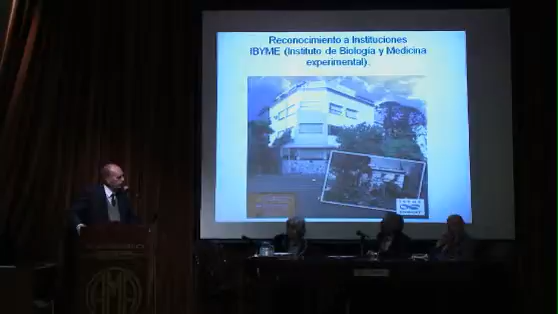 Reconocimiento a Instituciones
IBYME (Instituto de Biología y Medicina
experimental).